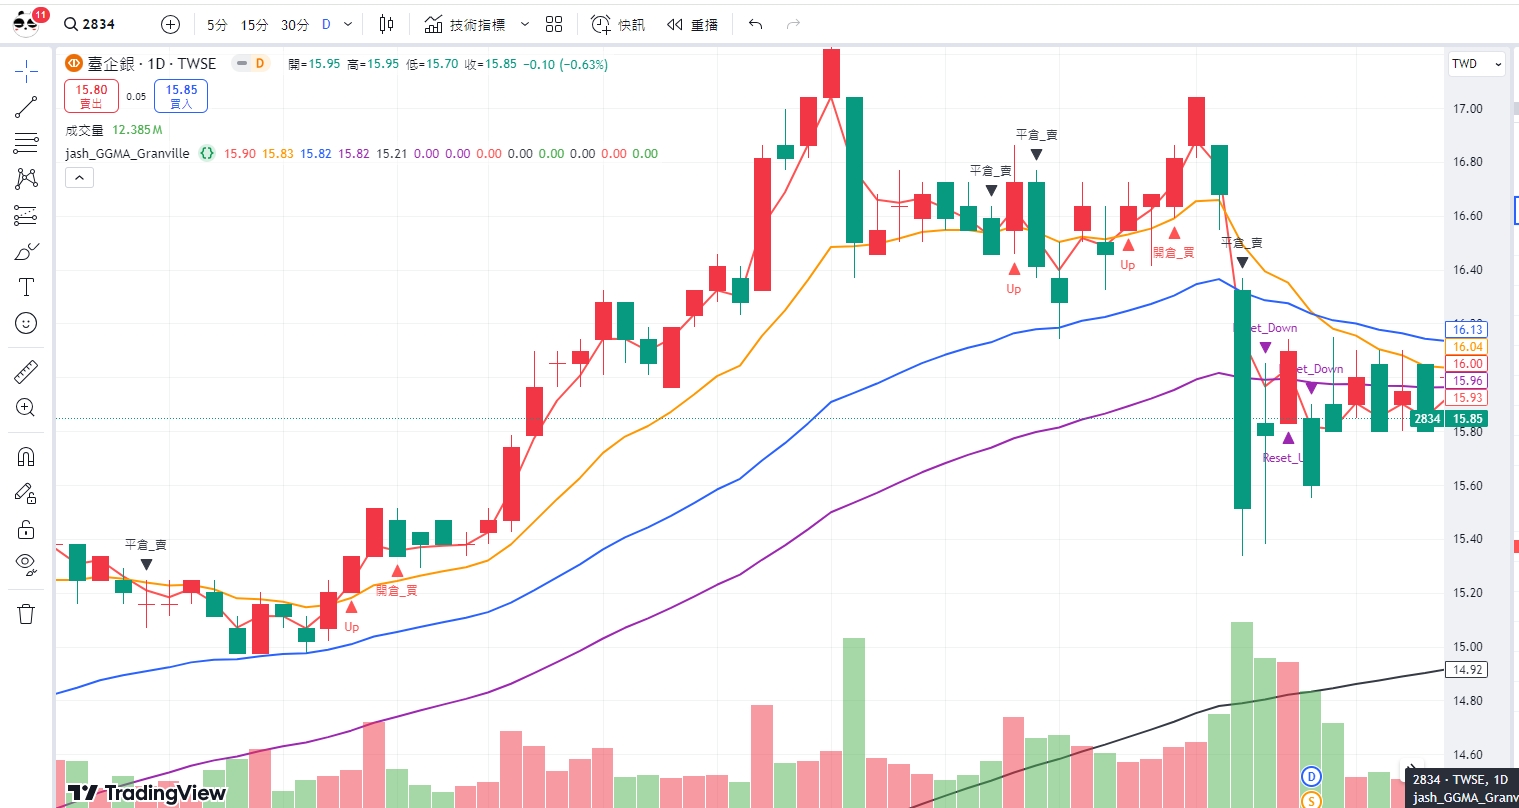 11
2834
5分 15分 30分 D
技術指標
快訊
重播
臺企銀 · 1D · TWSE
D
開=15.95 高=15.95 低=15.70 收=15.85 −0.10 (−0.63%)
TWD
15.80
賣出
0.05
15.85
買入
成交量 12.385M
jash_GGMA_Granville {} 15.90 15.83 15.82 15.82 15.21 0.00 0.00 0.00 0.00 0.00 0.00 0.00 0.00
17.00
平倉_賣
16.80
平倉_賣
16.60
平倉_賣
開倉_買
Up
16.40
Up
et_Down
16.13
16.04
16.00
et_Down
15.96
15.93
2834 15.85
15.80
Reset_U
15.60
15.40
平倉_賣
15.20
開倉_買
Up
15.00
14.92
14.80
14.60
D
S
TradingView
2834 · TWSE, 1D
jash_GGMA_Granv